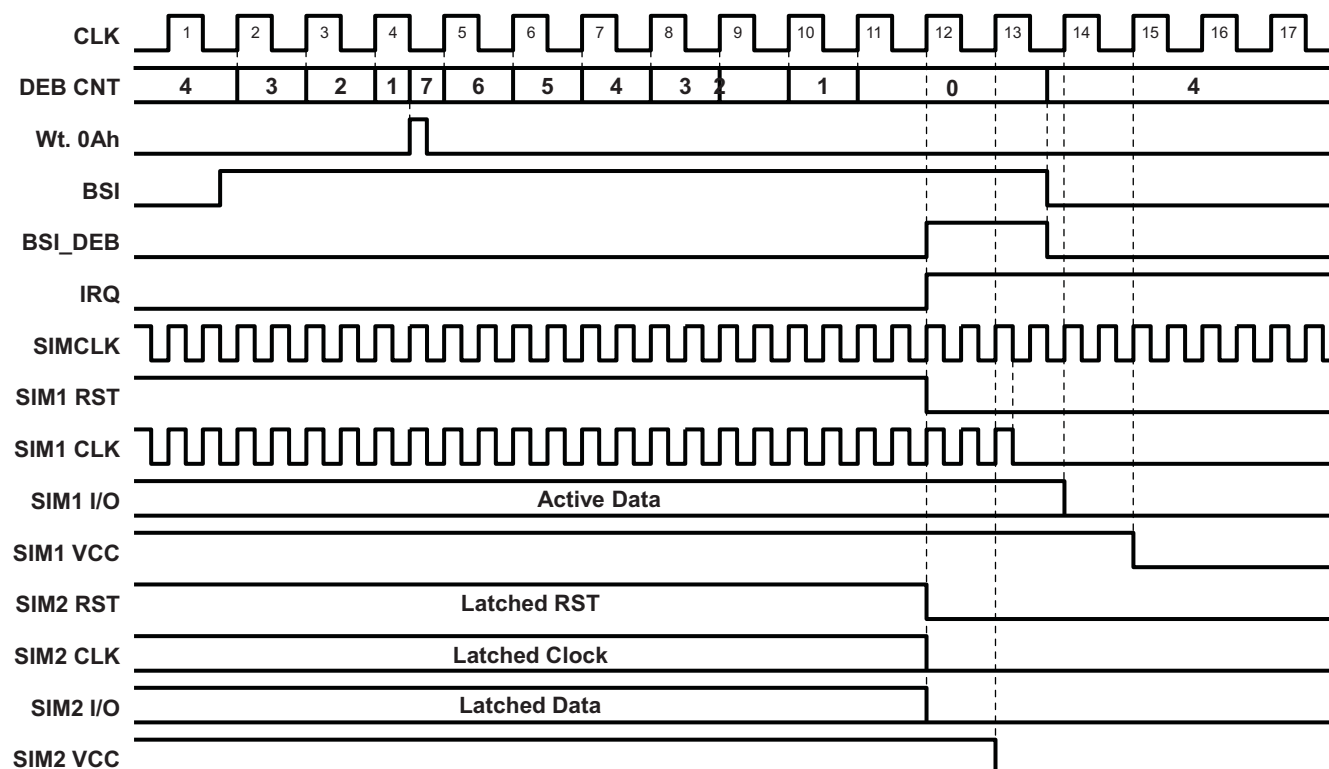 CLK 1 2 3 4 5 6 7 8 9 10 11 12 13 14 15 16 17
DEB CNT 4 3 2 1 7 6 5 4 3 2 1 0 4
Wt. 0Ah
BSI
BSI_DEB
IRQ
SIMCLK
SIM1 RST
SIM1 CLK
SIM1 I/O Active Data
SIM1 VCC
SIM2 RST Latched RST
SIM2 CLK Latched Clock
SIM2 I/O Latched Data
SIM2 VCC